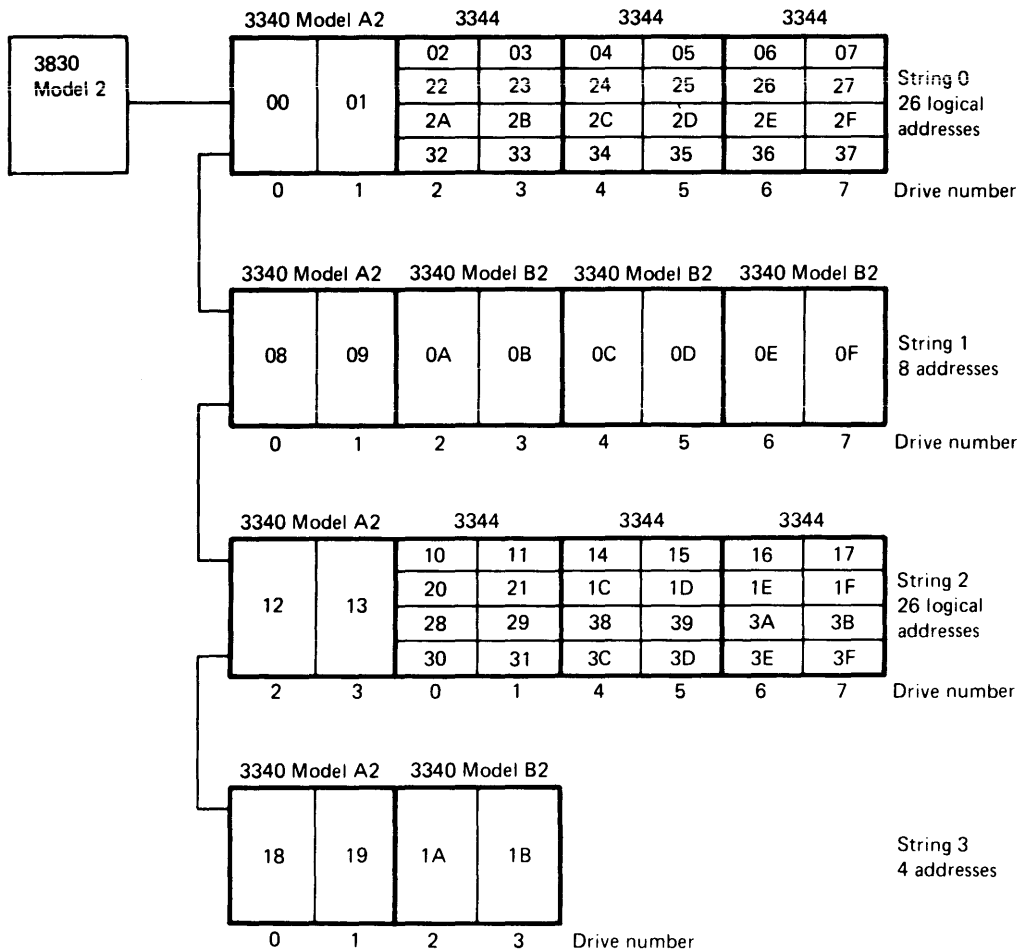 3340 Model A2 3344 3344 3344
3830
Model 2
00 01
02 03 04 05 06 07
22 23 24 25 26 27
2A 2B 2C 2D 2E 2F
32 33 34 35 36 37
String 0
26 logical
addresses
0 1 2 3 4 5 6 7 Drive number
3340 Model A2 3340 Model B2 3340 Model B2 3340 Model B2
08 09 0A 0B 0C 0D 0E 0F
String 1
8 addresses
0 1 2 3 4 5 6 7 Drive number
3340 Model A2 3344 3344 3344
12 13
10 11 14 15 16 17
20 21 1C 1D 1E 1F
28 29 38 39 3A 3B
30 31 3C 3D 3E 3F
String 2
26 logical
addresses
2 3 0 1 4 5 6 7 Drive number
3340 Model A2 3340 Model B2
18 19 1A 1B
String 3
4 addresses
0 1 2 3 Drive number